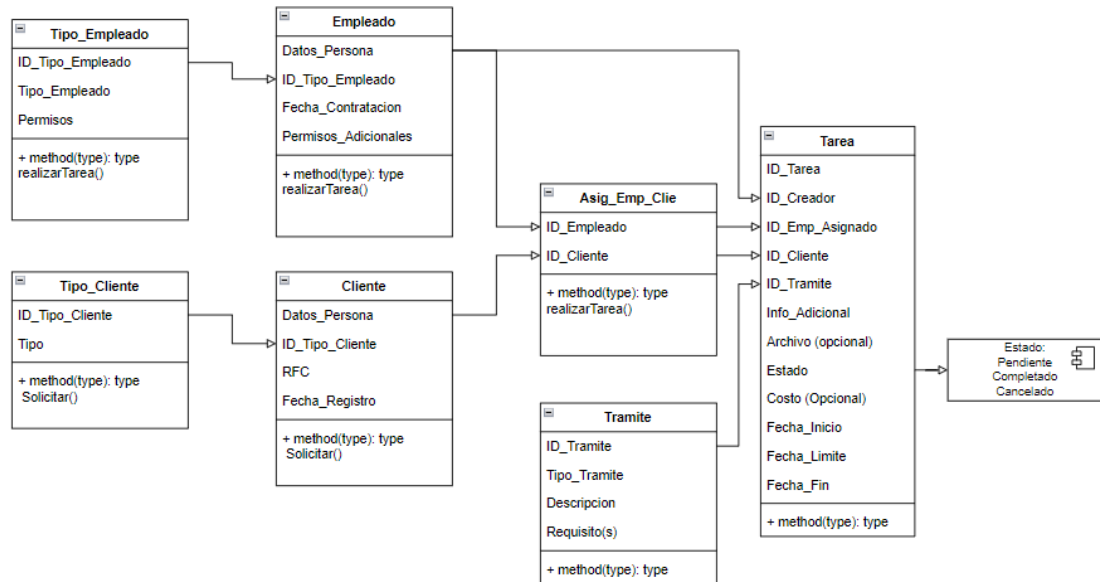 Tipo_Empleado
ID_Tipo_Empleado
Tipo_Empleado
Permisos
+ method(type): type
realizarTarea()
Empleado
Datos_Persona
ID_Tipo_Empleado
Fecha_Contratacion
Permisos_Adicionales
+ method(type): type
realizarTarea()
Tipo_Cliente
ID_Tipo_Cliente
Tipo
+ method(type): type
Solicitar()
Cliente
Datos_Persona
ID_Tipo_Cliente
RFC
Fecha_Registro
+ method(type): type
Solicitar()
Asig_Emp_Clie
ID_Empleado
ID_Cliente
+ method(type): type
realizarTarea()
Tramite
ID_Tramite
Tipo_Tramite
Descripcion
Requisito(s)
+ method(type): type
Tarea
ID_Tarea
ID_Creador
ID_Emp_Asignado
ID_Cliente
ID_Tramite
Info_Adicional
Archivo (opcional)
Estado
Costo (Opcional)
Fecha_Inicio
Fecha_Limite
Fecha_Fin
+ method(type): type
Estado:
Pendiente
Completado
Cancelado